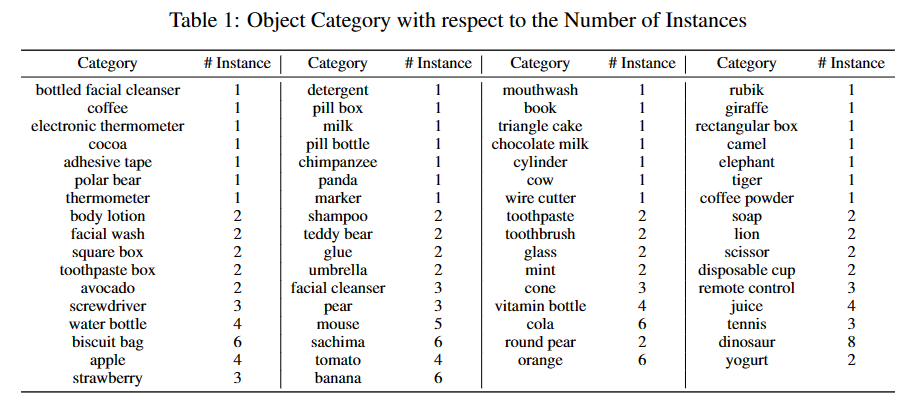 Table 1: Object Category with respect to the Number of Instances
Category # Instance Category # Instance Category # Instance Category # Instance
bottled facial cleanser 1 detergent 1 mouthwash 1 rubik 1
coffee 1 pill box 1 book 1 giraffe 1
electronic thermometer 1 milk 1 triangle cake 1 rectangular box 1
cocoa 1 pill bottle 1 chocolate milk 1 camel 1
adhesive tape 1 chimpanzee 1 cylinder 1 elephant 1
polar bear 1 panda 1 cow 1 tiger 1
thermometer 1 marker 1 wire cutter 1 coffee powder 1
body lotion 2 shampoo 2 toothpaste 2 soap 2
facial wash 2 teddy bear 2 toothbrush 2 lion 2
square box 2 glue 2 glass 2 scissor 2
toothpaste box 2 umbrella 2 mint 2 disposable cup 2
avocado 2 facial cleanser 3 cone 3 remote control 3
screwdriver 3 pear 3 vitamin bottle 4 juice 4
water bottle 4 mouse 5 cola 6 tennis 3
biscuit bag 6 sachima 6 round pear 2 dinosaur 8
apple 4 tomato 4 orange 6 yogurt 2
strawberry 3 banana 6